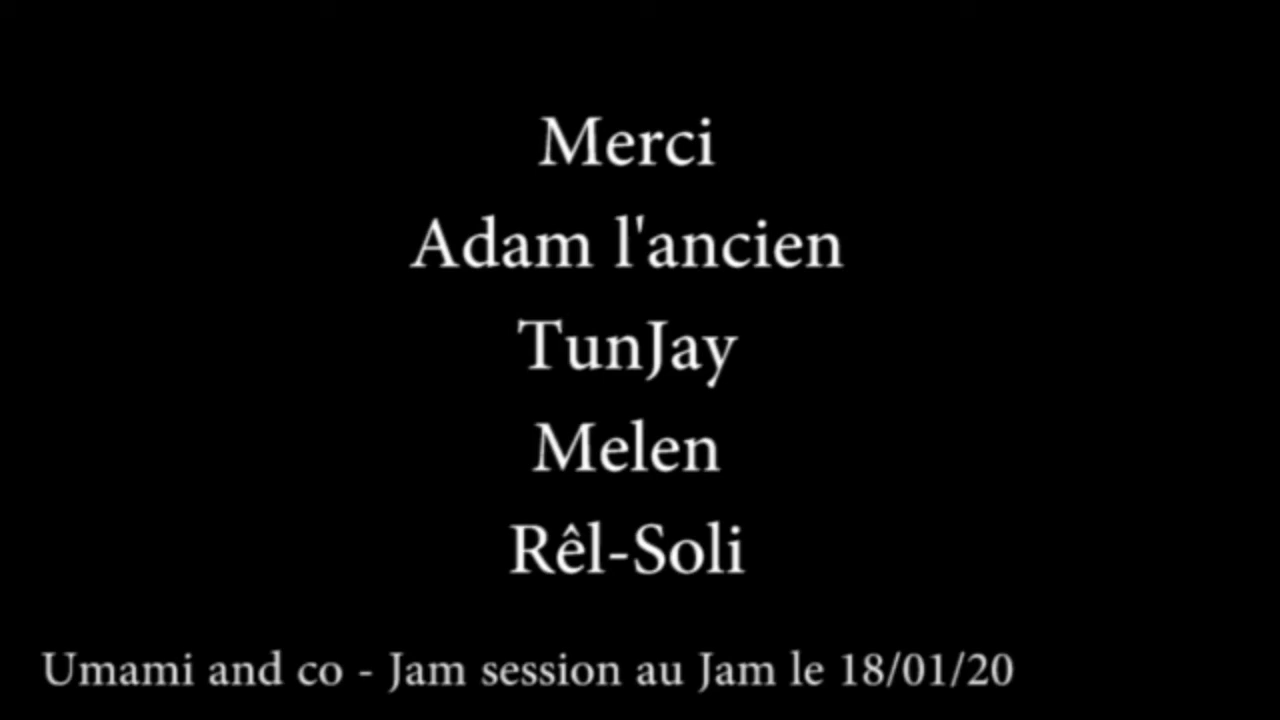 Merci
Adam l'ancien
TunJay
Melen
Rêl-Soli
Umami and co - Jam session au Jam le 18/01/20